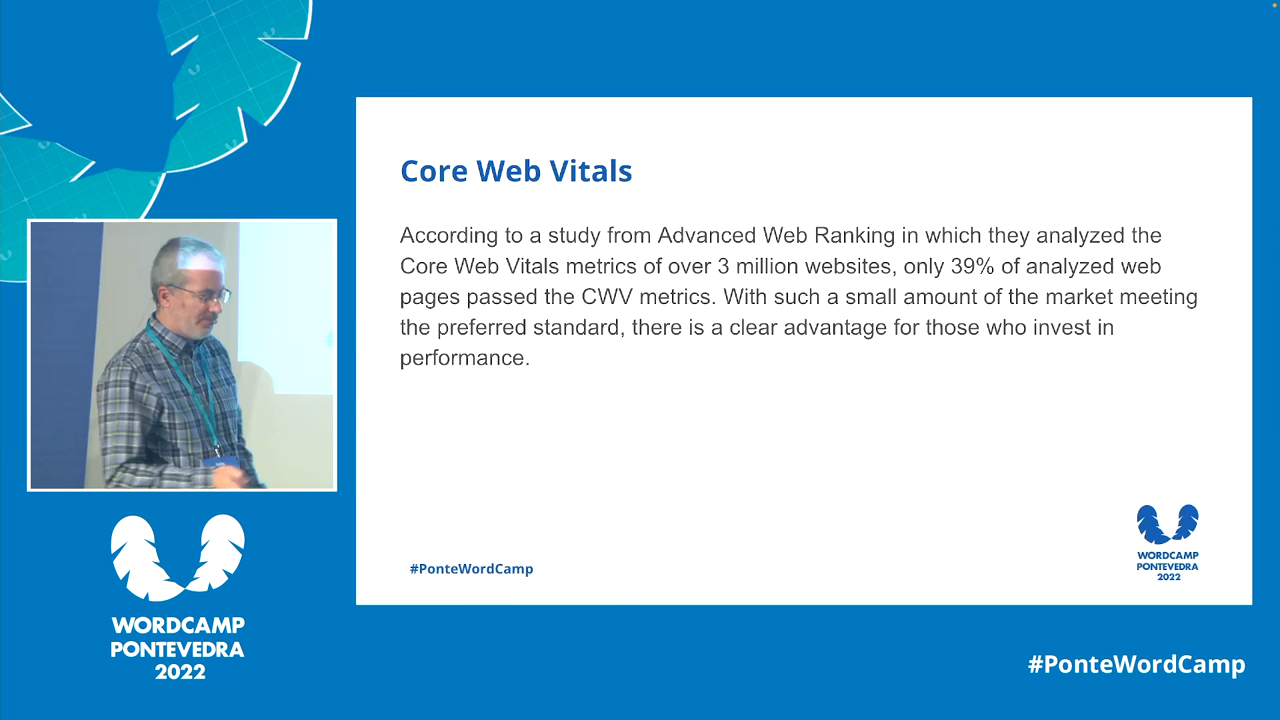 Core Web Vitals
According to a study from Advanced Web Ranking in which they analyzed the
Core Web Vitals metrics of over 3 million websites, only 39% of analyzed web
pages passed the CWV metrics. With such a small amount of the market meeting
the preferred standard, there is a clear advantage for those who invest in
performance.
#PonteWordCamp
WORDCAMP
PONTEVEDRA
2022
WORDCAMP
PONTEVEDRA
2022
#PonteWordCamp